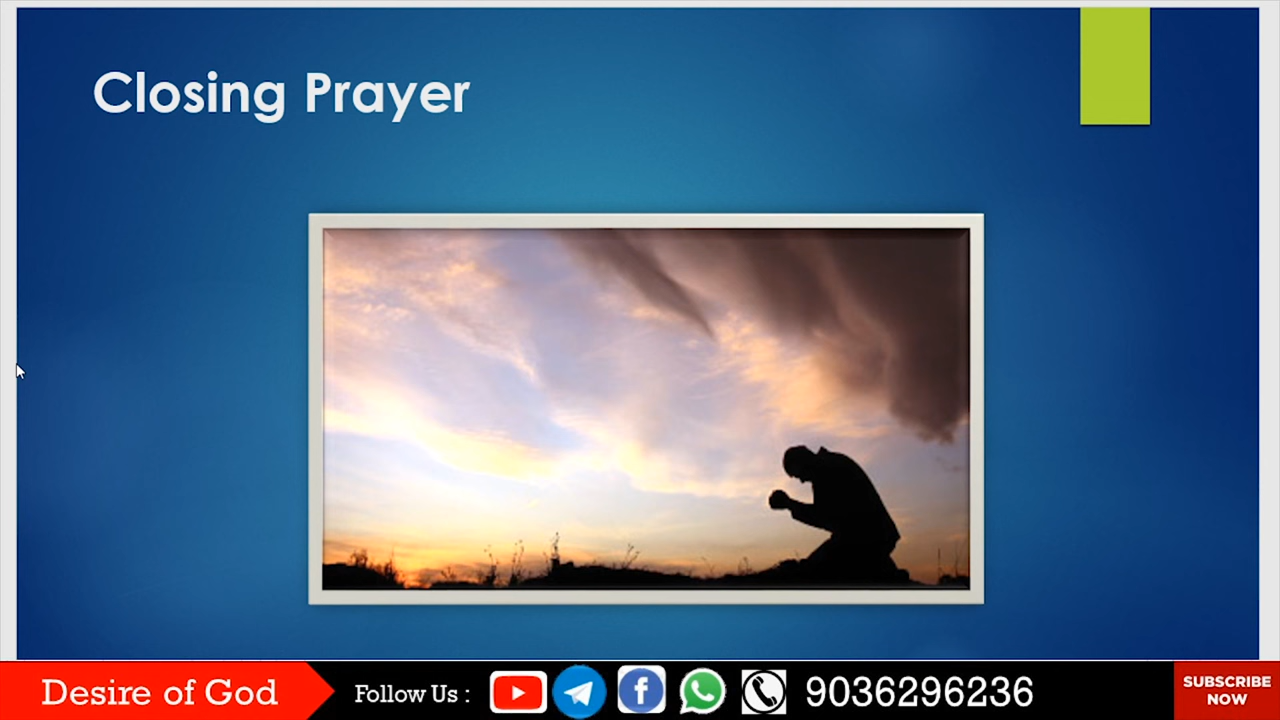 Closing Prayer
Desire of God
Follow Us :
9036296236
SUBSCRIBE
NOW